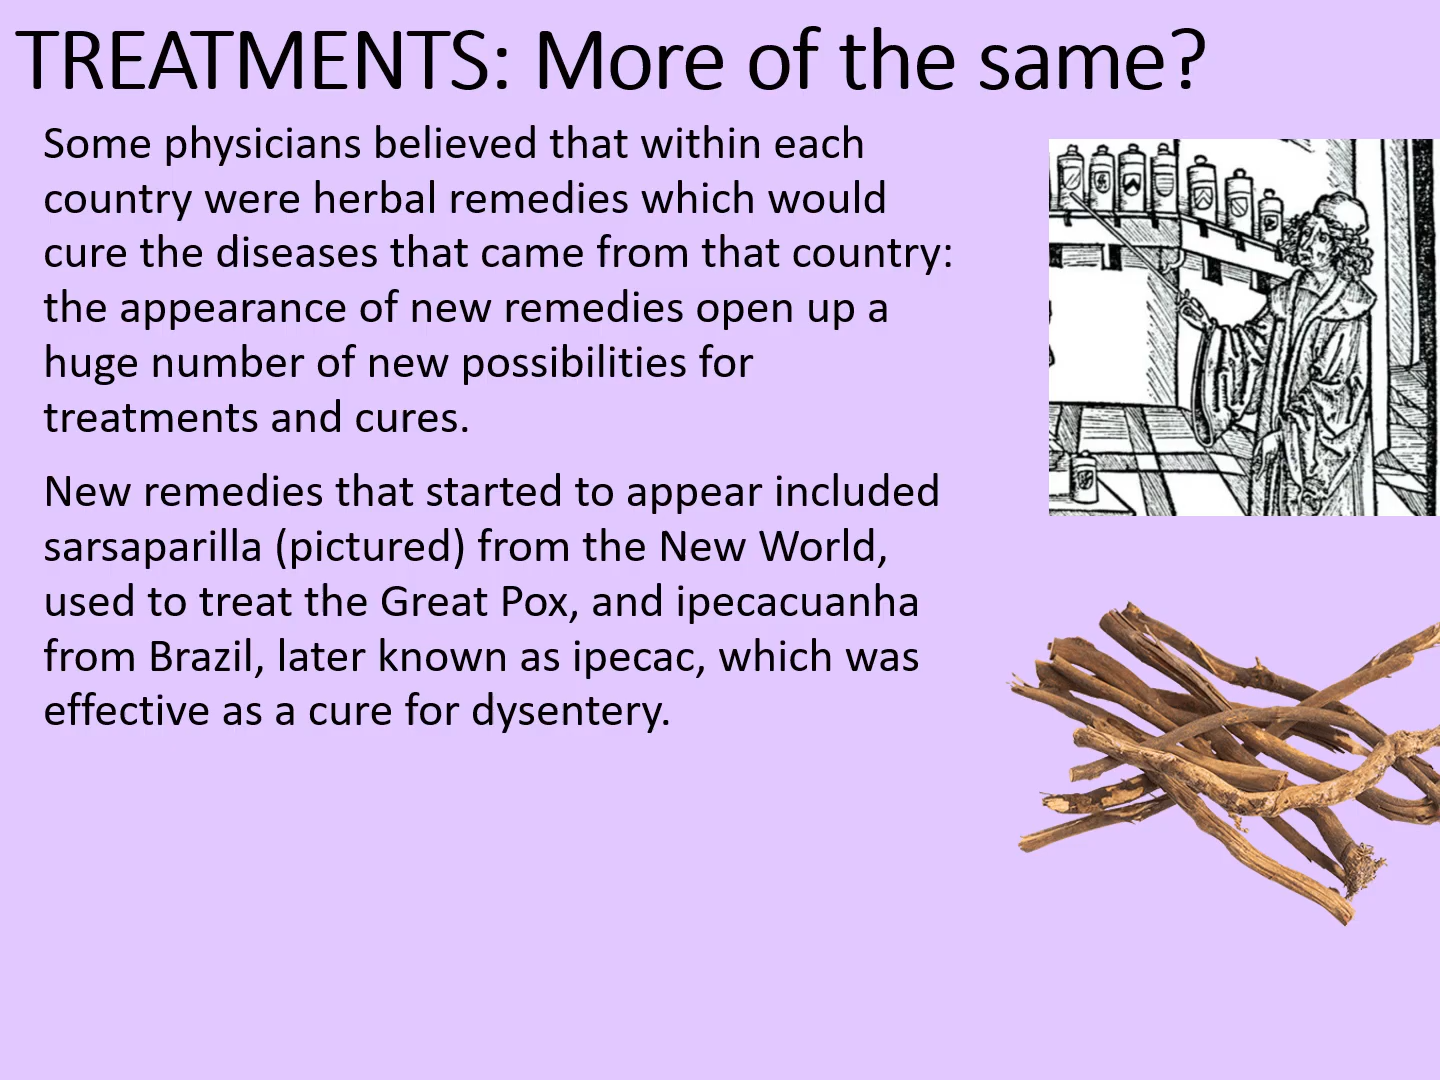 TREATMENTS: More of the same?
Some physicians believed that within each
country were herbal remedies which would
cure the diseases that came from that country:
the appearance of new remedies open up a
huge number of new possibilities for
treatments and cures.
New remedies that started to appear included
sarsaparilla (pictured) from the New World,
used to treat the Great Pox, and ipecacuanha
from Brazil, later known as ipecac, which was
effective as a cure for dysentery.